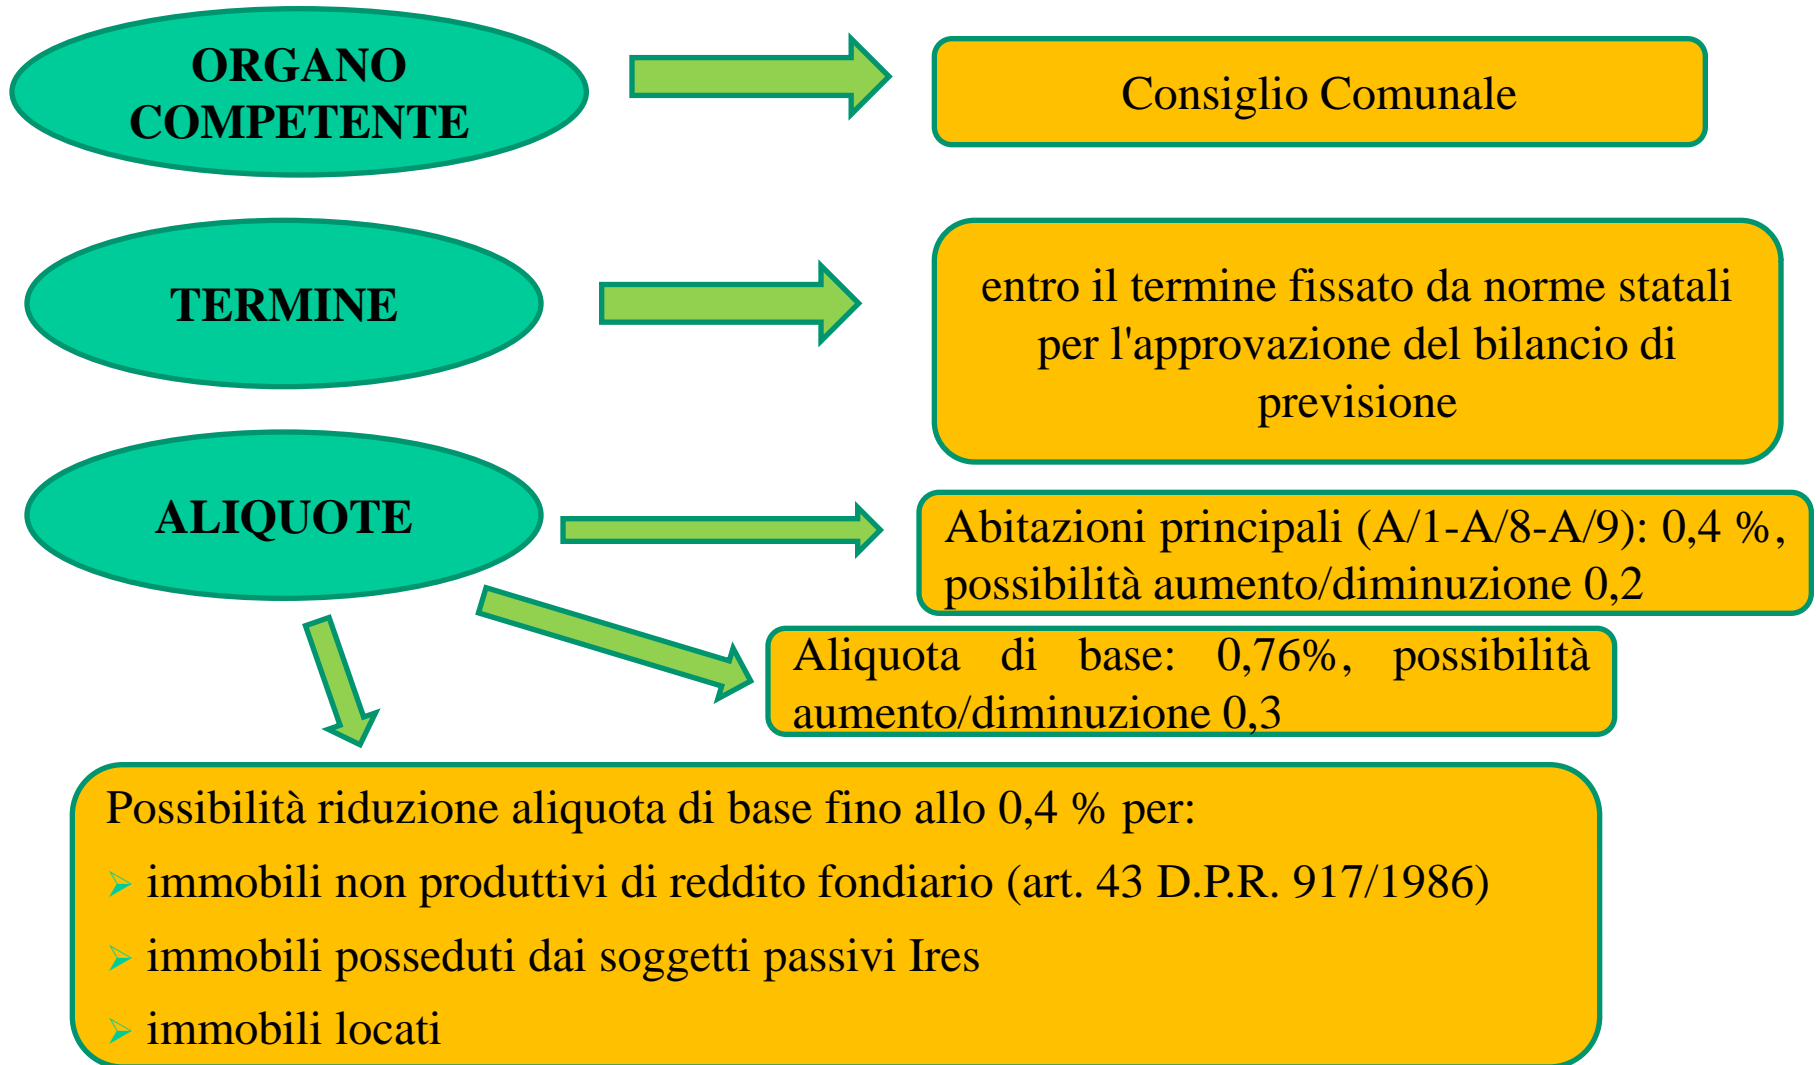 ORGANO
COMPETENTE
Consiglio Comunale
TERMINE
entro il termine fissato da norme statali
per l'approvazione del bilancio di
previsione
ALIQUOTE
Abitazioni principali (A/1-A/8-A/9): 0,4 %,
possibilità aumento/diminuzione 0,2
Aliquota di base: 0,76%, possibilità
aumento/diminuzione 0,3
Possibilità riduzione aliquota di base fino allo 0,4 % per:
➢ immobili non produttivi di reddito fondiario (art. 43 D.P.R. 917/1986)
➢ immobili posseduti dai soggetti passivi Ires
➢ immobili locati